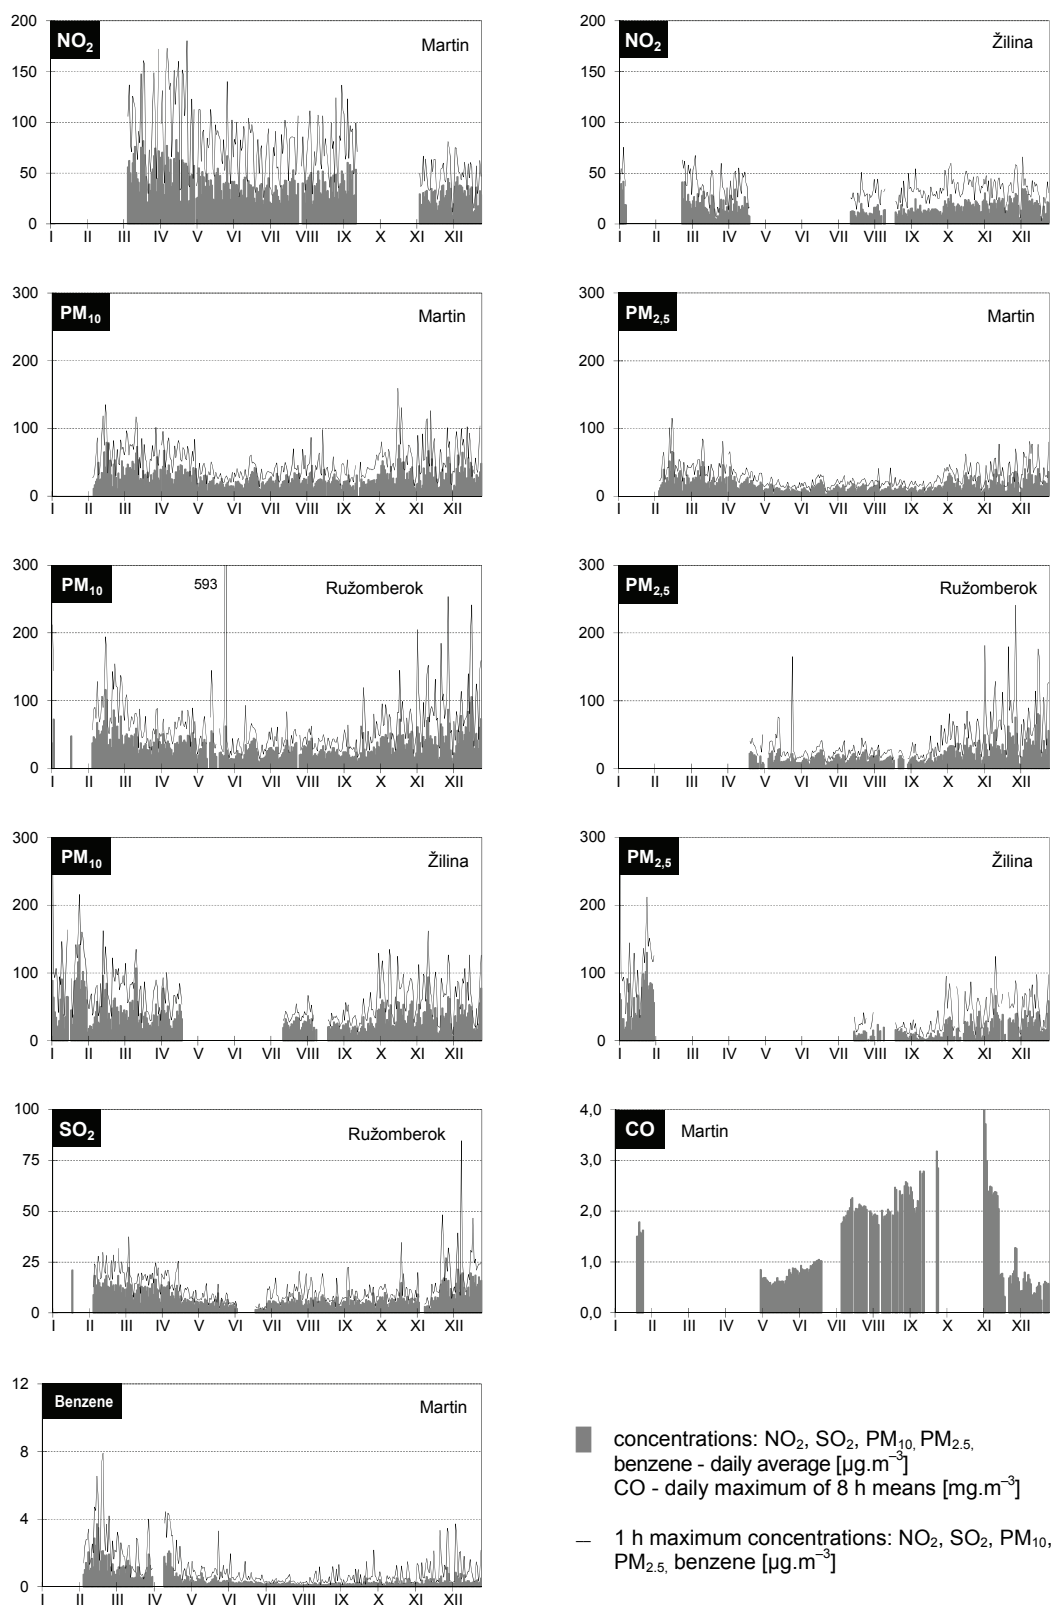 NO₂ Martin
200
150
100
50
0
I II III IV V VI VII VIII IX X XI XII
NO₂ Žilina
200
150
100
50
0
I II III IV V VI VII VIII IX X XI XII
PM₁₀ Martin
300
200
100
0
I II III IV V VI VII VIII IX X XI XII
PM₂,₅ Martin
300
200
100
0
I II III IV V VI VII VIII IX X XI XII
PM₁₀ 593 Ružomberok
300
200
100
0
I II III IV V VI VII VIII IX X XI XII
PM₂,₅ Ružomberok
300
200
100
0
I II III IV V VI VII VIII IX X XI XII
PM₁₀ Žilina
300
200
100
0
I II III IV V VI VII VIII IX X XI XII
PM₂,₅ Žilina
300
200
100
0
I II III IV V VI VII VIII IX X XI XII
SO₂ Ružomberok
100
75
50
25
0
I II III IV V VI VII VIII IX X XI XII
CO Martin
4,0
3,0
2,0
1,0
0,0
I II III IV V VI VII VIII IX X XI XII
Benzene Martin
12
8
4
0
I II III IV V VI VII VIII IX X XI XII
concentrations: NO₂, SO₂, PM₁₀, PM₂.₅,
benzene - daily average [µg.m⁻³]
CO - daily maximum of 8 h means [mg.m⁻³]
— 1 h maximum concentrations: NO₂, SO₂, PM₁₀,
PM₂.₅, benzene [µg.m⁻³]